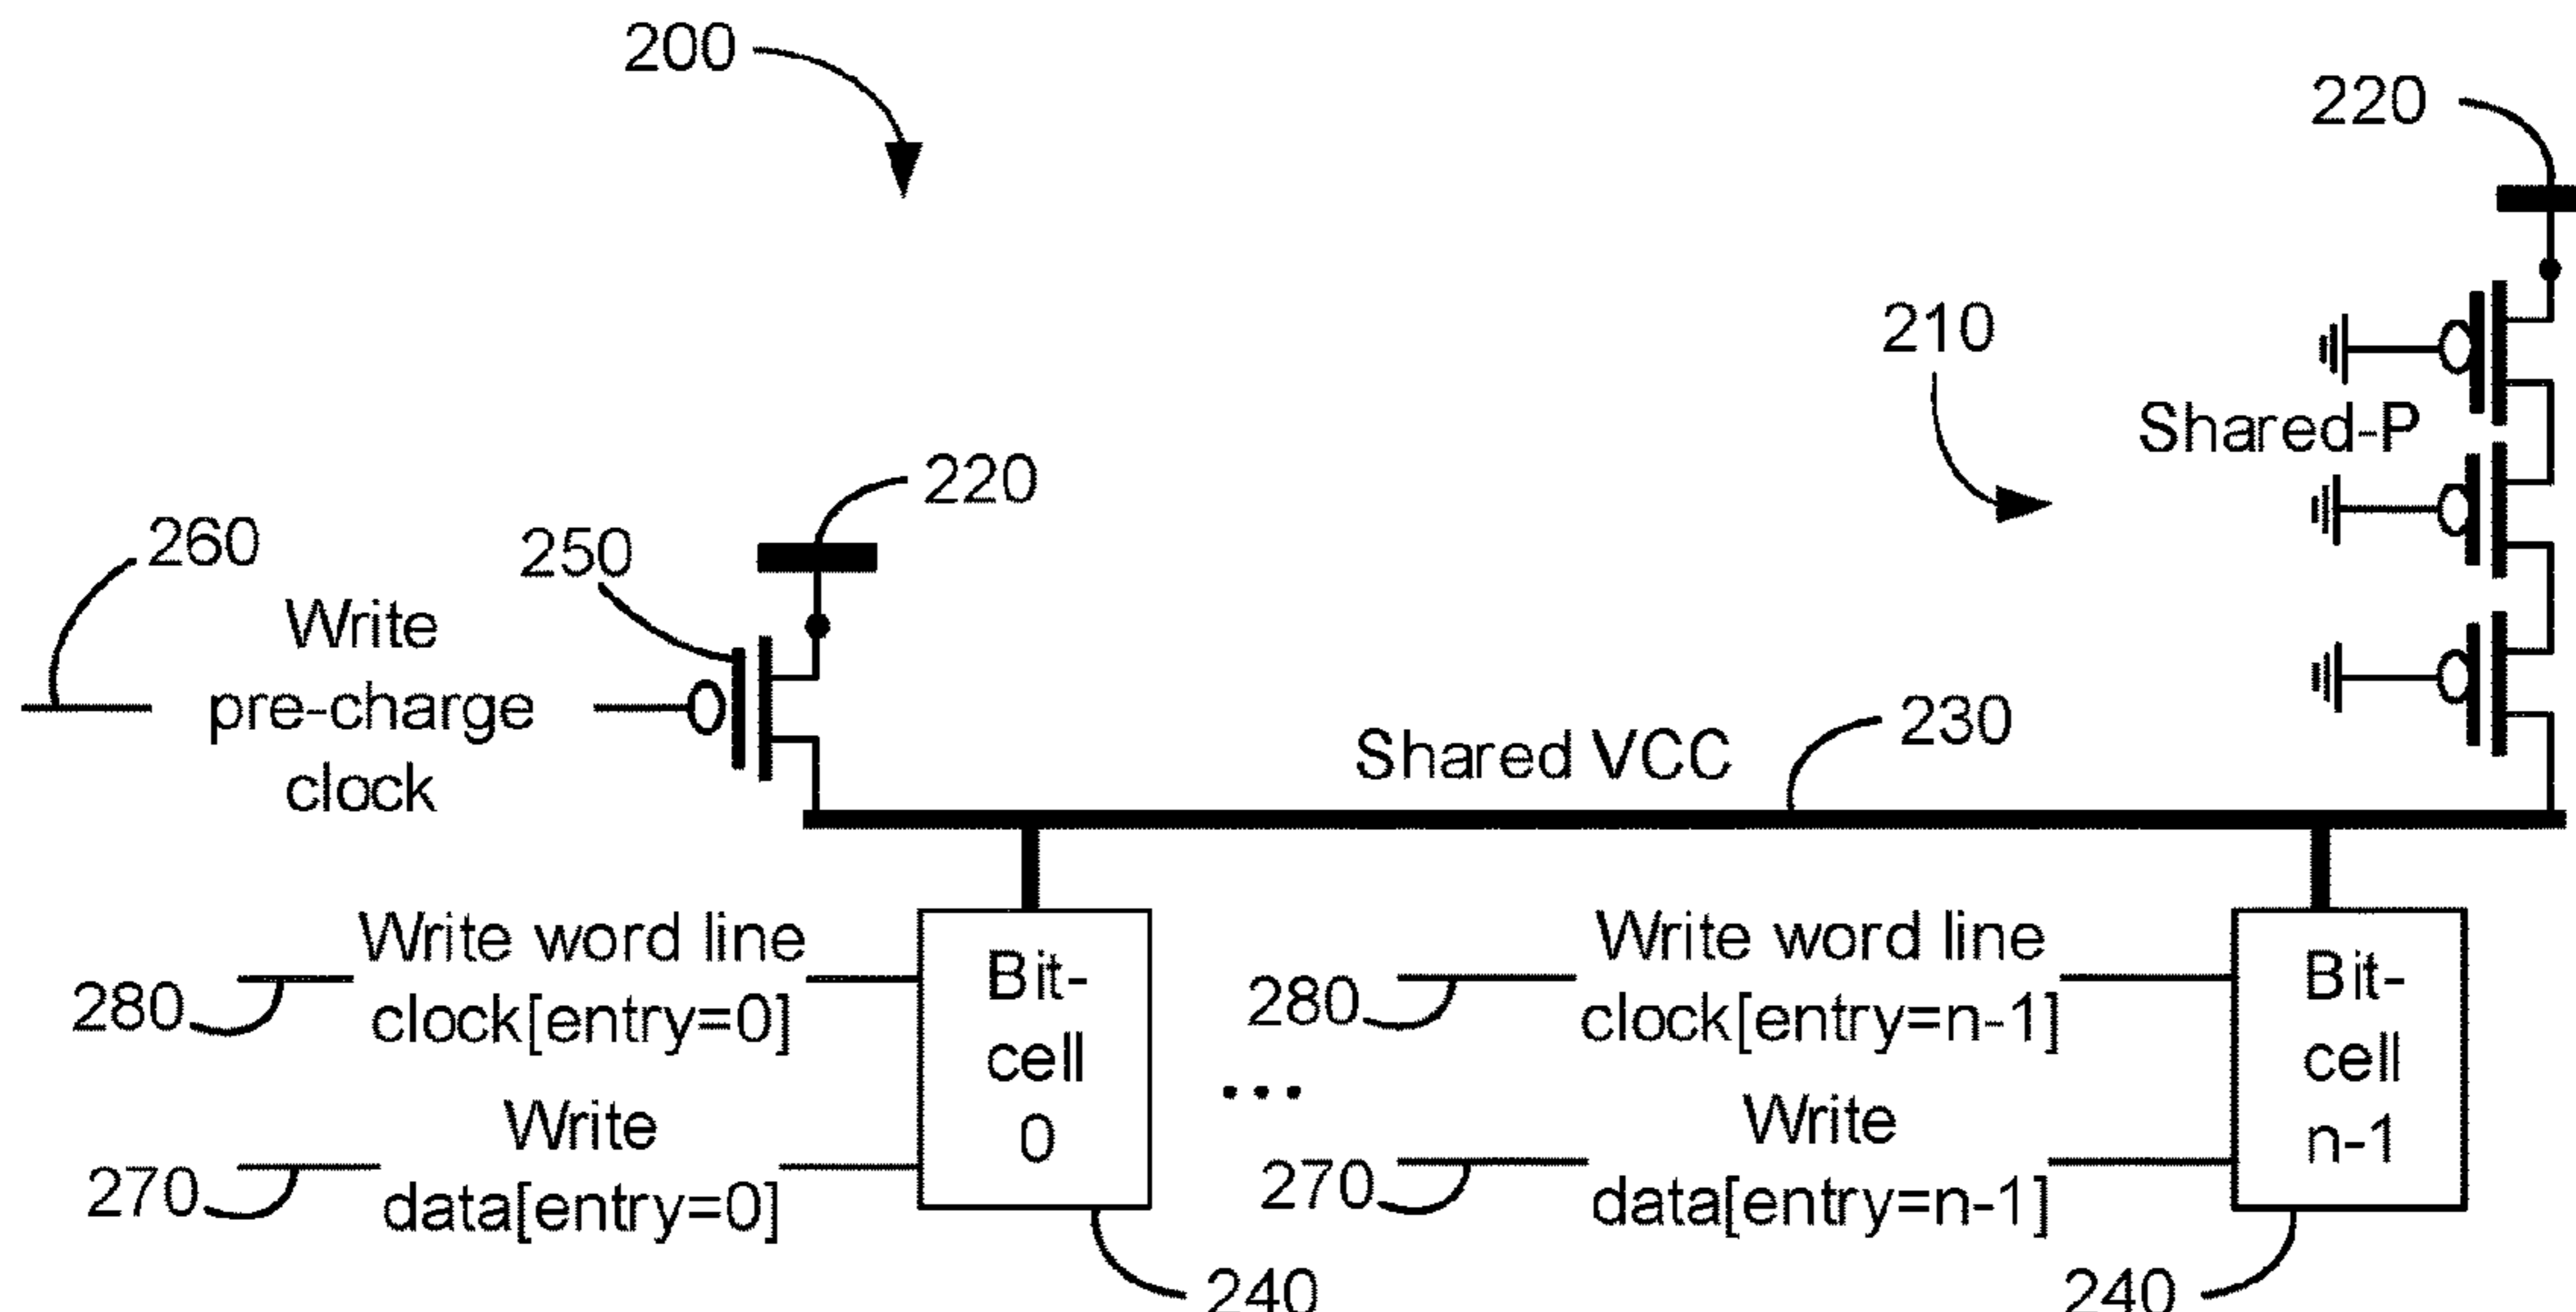 200
220
210
Shared-P
220
260
250
Write
pre-charge
clock
Shared VCC
230
Write word line
clock[entry=0]
280
Write
data[entry=0]
270
Bit-
cell
0
240
...
Write word line
clock[entry=n-1]
280
Write
data[entry=n-1]
270
Bit-
cell
n-1
240